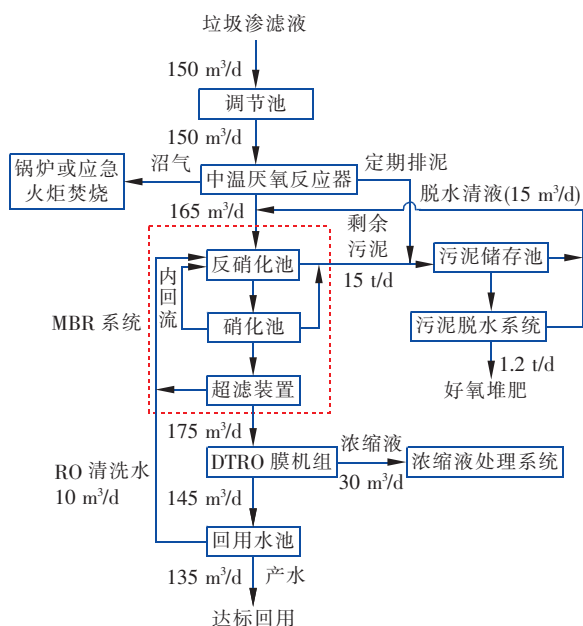 垃圾渗滤液
150 m³/d
调节池
150 m³/d
沼气
定期排泥
锅炉或应急
火炬焚烧
中温厌氧反应器
脱水清液(15 m³/d)
165 m³/d
剩余
污泥
反硝化池
15 t/d
污泥储存池
内
回
流
MBR 系统
硝化池
污泥脱水系统
1.2 t/d
超滤装置
好氧堆肥
175 m³/d
浓缩液
RO 清洗水
10 m³/d
DTRO 膜机组
30 m³/d
浓缩液处理系统
145 m³/d
回用水池
135 m³/d
产水
达标回用